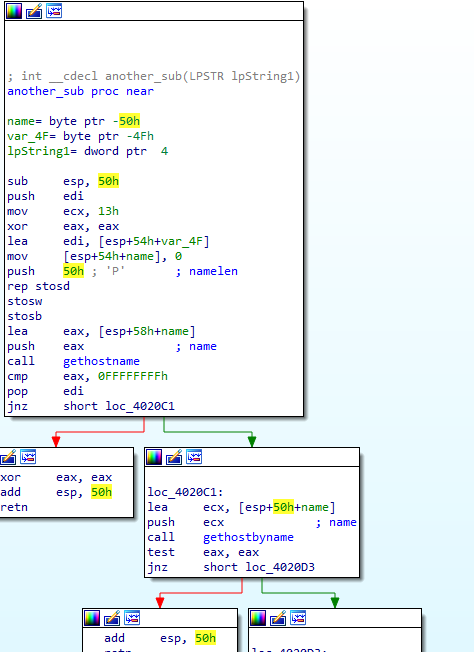 ; int __cdecl another_sub(LPSTR lpString1)
another_sub proc near
name= byte ptr -50h
var_4F= byte ptr -4Fh
lpString1= dword ptr  4
sub     esp, 50h
push    edi
mov     ecx, 13h
xor     eax, eax
lea     edi, [esp+54h+var_4F]
mov     [esp+54h+name], 0
push    50h ; 'P'       ; namelen
rep stosd
stosw
stosb
lea     eax, [esp+58h+name]
push    eax             ; name
call    gethostname
cmp     eax, 0FFFFFFFFh
pop     edi
jnz     short loc_4020C1
xor     eax, eax
add     esp, 50h
retn
loc_4020C1:
lea     ecx, [esp+50h+name]
push    ecx             ; name
call    gethostbyname
test    eax, eax
jnz     short loc_4020D3
add     esp, 50h